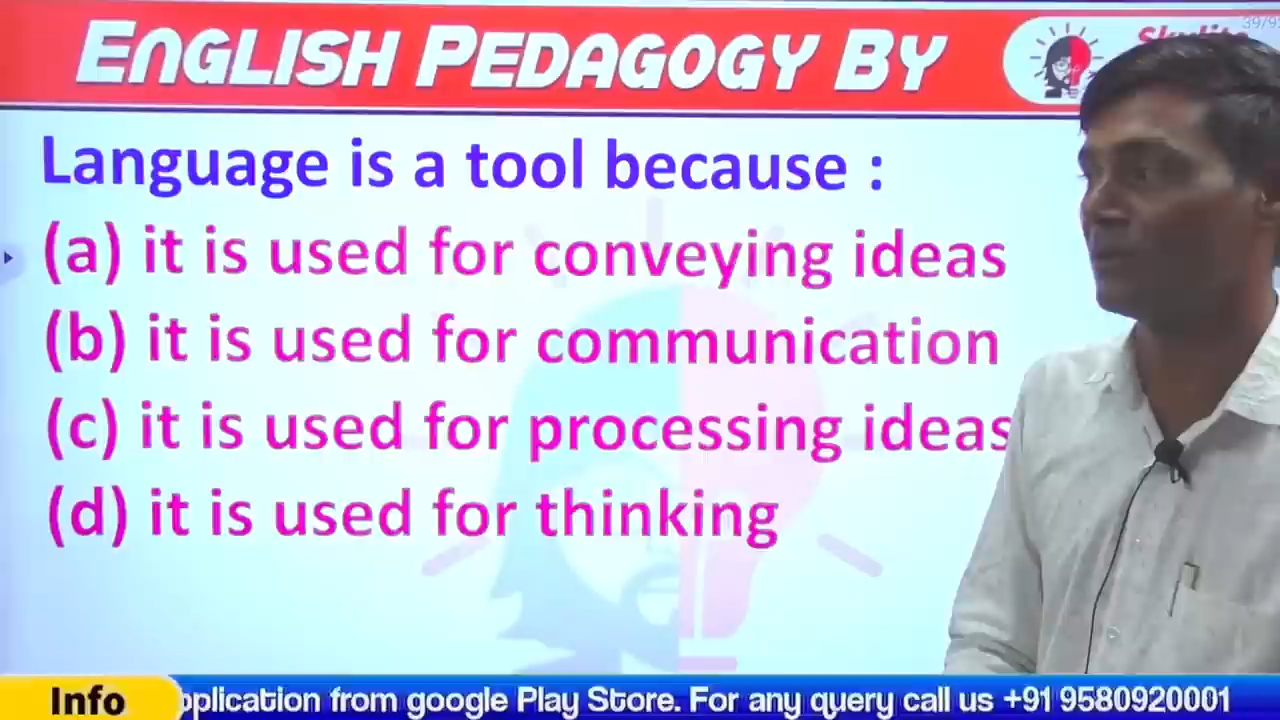 ENGLISH PEDAGOGY BY
39/9
Language is a tool because :
(a) it is used for conveying ideas
(b) it is used for communication
(c) it is used for processing ideas
(d) it is used for thinking
Info
pplication from google Play Store. For any query call us +91 9580920001